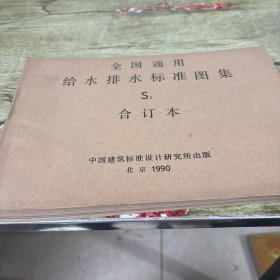 全国通用
给水排水标准图集
S₁
合订本
中国建筑标准设计研究所出版
北京 1990